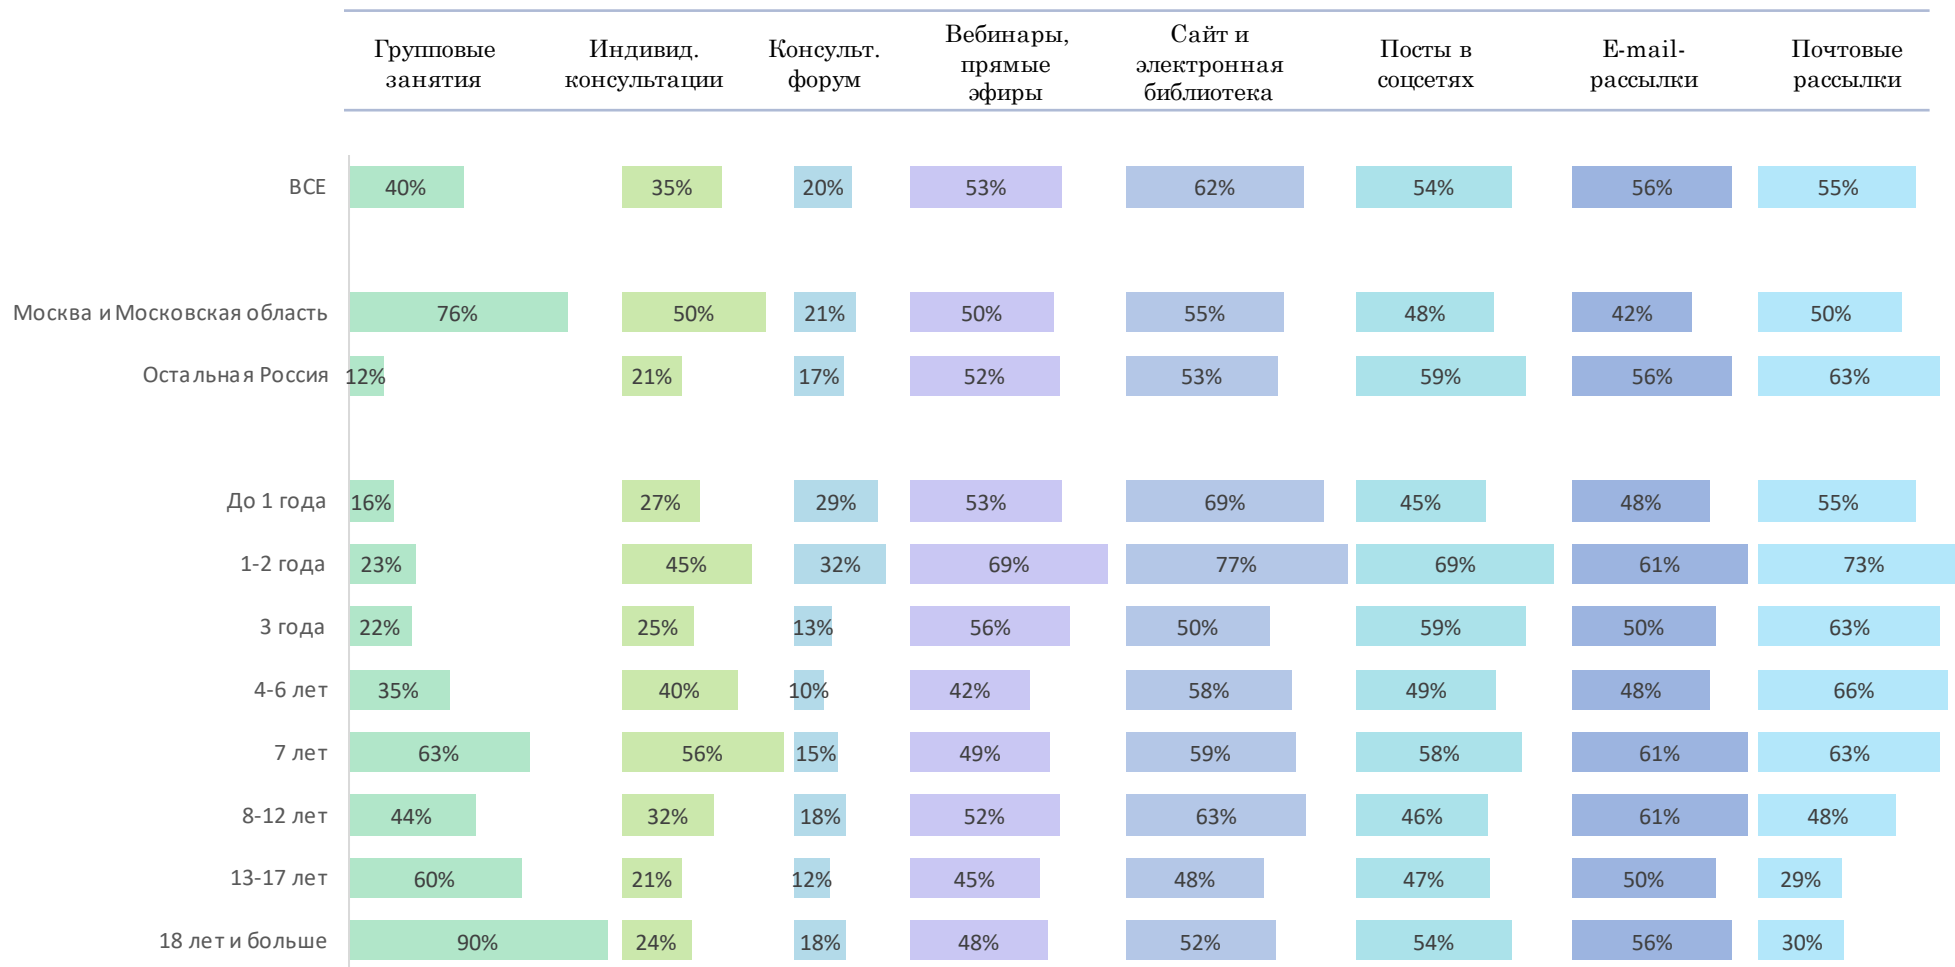 Групповые
занятия
Индивид.
консультации
Консульт.
форум
Вебинары,
прямые
эфиры
Сайт и
электронная
библиотека
Посты в
соцсетях
E-mail-
рассылки
Почтовые
рассылки
ВСЕ 40% 35% 20% 53% 62% 54% 56% 55%
Москва и Московская область 76% 50% 21% 50% 55% 48% 42% 50%
Остальная Россия 12% 21% 17% 52% 53% 59% 56% 63%
До 1 года 16% 27% 29% 53% 69% 45% 48% 55%
1-2 года 23% 45% 32% 69% 77% 69% 61% 73%
3 года 22% 25% 13% 56% 50% 59% 50% 63%
4-6 лет 35% 40% 10% 42% 58% 49% 48% 66%
7 лет 63% 56% 15% 49% 59% 58% 61% 63%
8-12 лет 44% 32% 18% 52% 63% 46% 61% 48%
13-17 лет 60% 21% 12% 45% 48% 47% 50% 29%
18 лет и больше 90% 24% 18% 48% 52% 54% 56% 30%